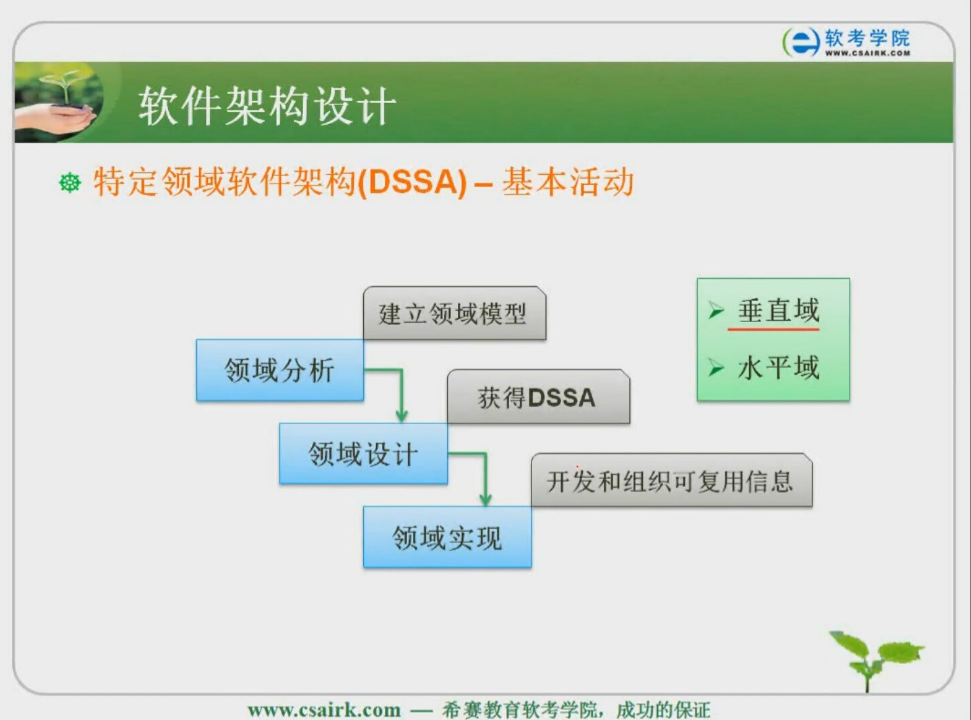 软考学院
WWW.CSAIRK.COM
软件架构设计
特定领域软件架构(DSSA) – 基本活动
建立领域模型
垂直域
领域分析
水平域
获得DSSA
领域设计
开发和组织可复用信息
领域实现
www.csairk.com — 希赛教育软考学院，成功的保证